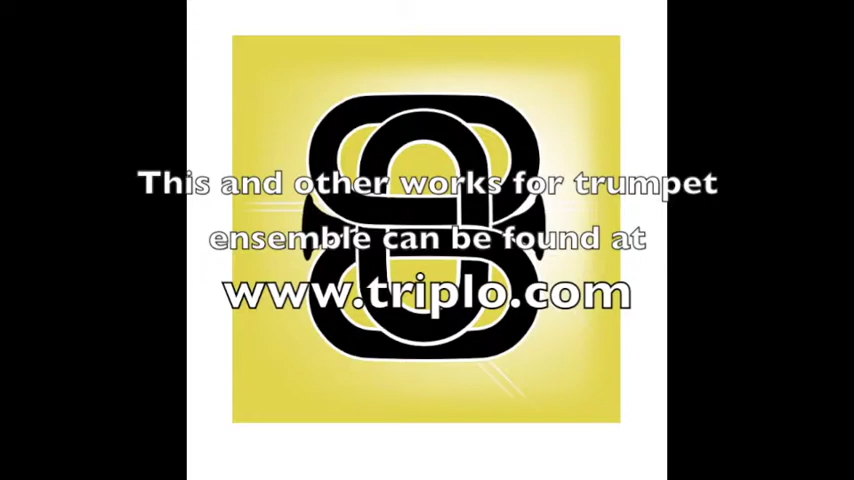 This and other works for trumpet
ensemble can be found at
www.triplo.com